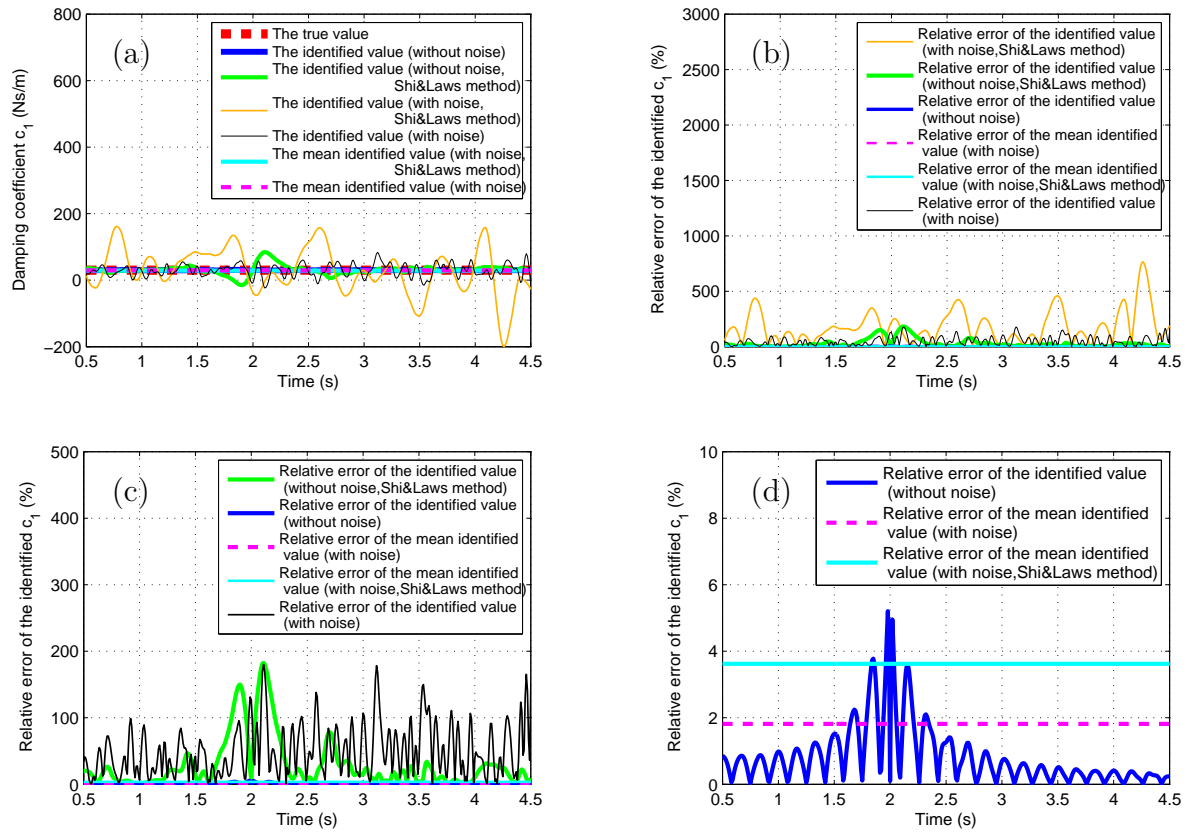 (a)
Damping coefficient c1 (Ns/m)
800
600
400
200
0
−200
The true value
The identified value (without noise)
The identified value (without noise,
Shi&Laws method)
The identified value (with noise,
Shi&Laws method)
The identified value (with noise)
The mean identified value (with noise,
Shi&Laws method)
The mean identified value (with noise)
0.5 1 1.5 2 2.5 3 3.5 4 4.5
Time (s)
(b)
Relative error of the identified c1 (%)
3000
2500
2000
1500
1000
500
0
Relative error of the identified value
(with noise,Shi&Laws method)
Relative error of the identified value
(without noise,Shi&Laws method)
Relative error of the identified value
(without noise)
Relative error of the mean identified
value (with noise)
Relative error of the mean identified
value (with noise,Shi&Laws method)
Relative error of the identified value
(with noise)
0.5 1 1.5 2 2.5 3 3.5 4 4.5
Time (s)
(c)
Relative error of the identified c1 (%)
500
400
300
200
100
0
Relative error of the identified value
(without noise,Shi&Laws method)
Relative error of the identified value
(without noise)
Relative error of the mean identified
value (with noise)
Relative error of the mean identified
value (with noise,Shi&Laws method)
Relative error of the identified value
(with noise)
0.5 1 1.5 2 2.5 3 3.5 4 4.5
Time (s)
(d)
Relative error of the identified c1 (%)
10
8
6
4
2
0
Relative error of the identified value
(without noise)
Relative error of the mean identified
value (with noise)
Relative error of the mean identified
value (with noise,Shi&Laws method)
0.5 1 1.5 2 2.5 3 3.5 4 4.5
Time (s)